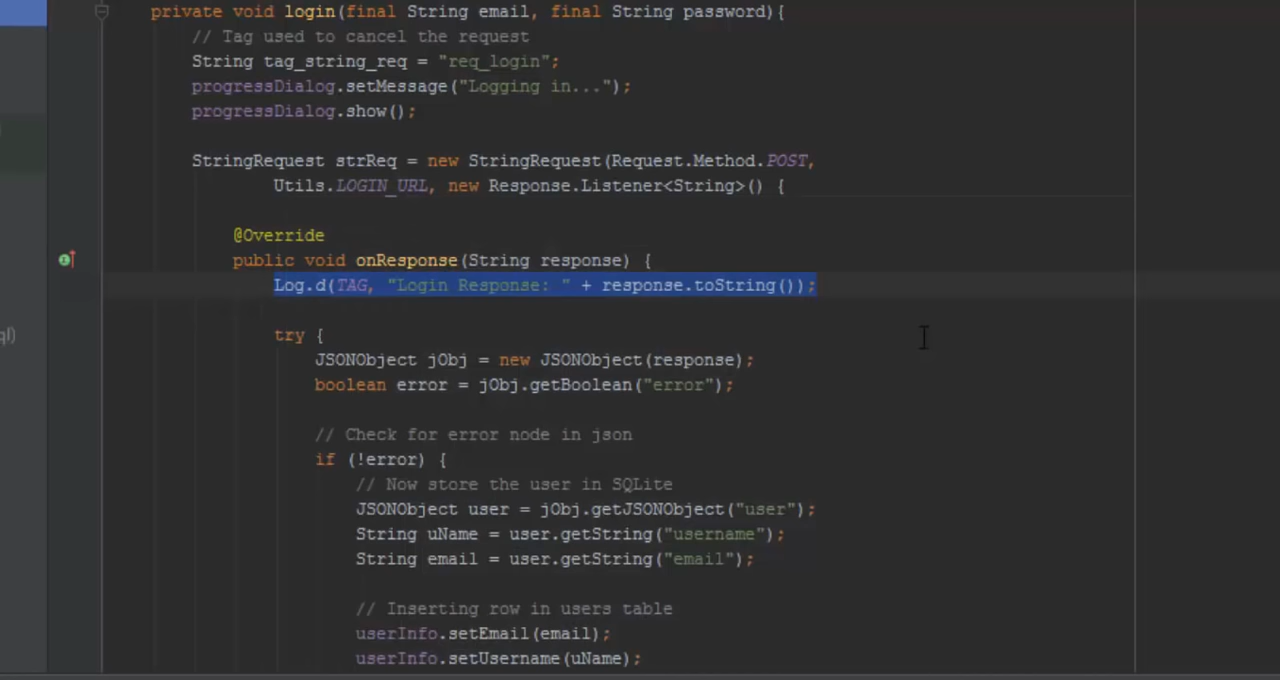 private void login(final String email, final String password){
// Tag used to cancel the request
String tag_string_req = "req_login";
progressDialog.setMessage("Logging in...");
progressDialog.show();
StringRequest strReq = new StringRequest(Request.Method.POST,
Utils.LOGIN_URL, new Response.Listener<String>() {
@Override
public void onResponse(String response) {
Log.d(TAG, "Login Response: " + response.toString());
try {
JSONObject jObj = new JSONObject(response);
boolean error = jObj.getBoolean("error");
// Check for error node in json
if (!error) {
// Now store the user in SQLite
JSONObject user = jObj.getJSONObject("user");
String uName = user.getString("username");
String email = user.getString("email");
// Inserting row in users table
userInfo.setEmail(email);
userInfo.setUsername(uName);